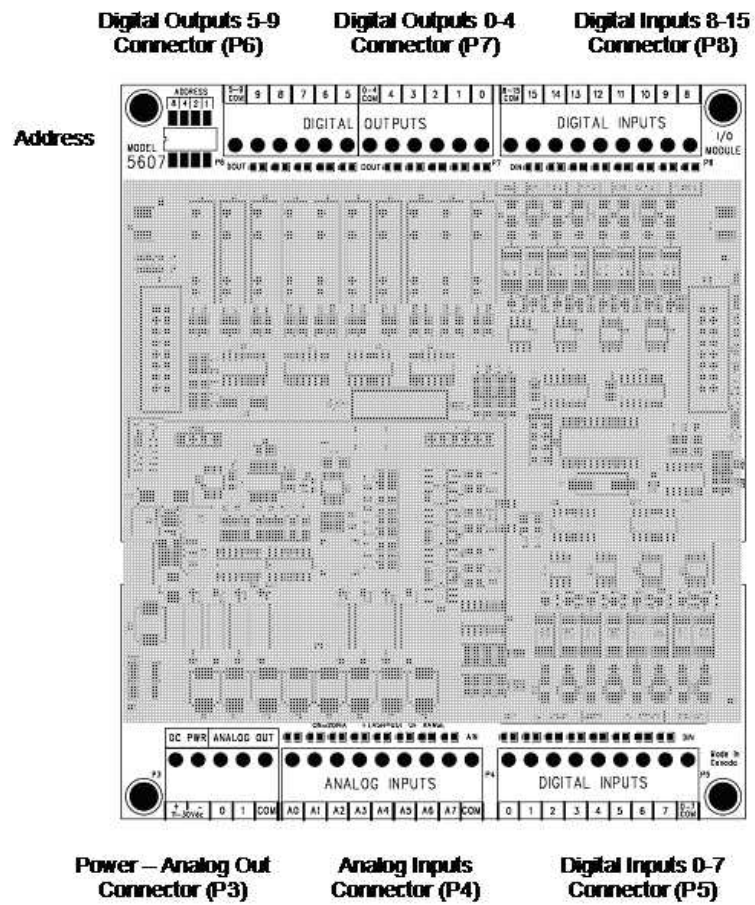 Digital Outputs 5-9 Connector (P6)
Digital Outputs 0-4 Connector (P7)
Digital Inputs 8-15 Connector (P8)
Address
ADDRESS
8 4 2 1
5-9 COM 9 8 7 6 5
0-4 COM 4 3 2 1 0
8-15 COM 15 14 13 12 11 10 9 8
DIGITAL OUTPUTS
DIGITAL INPUTS
I/O MODULE
MODEL 5607
P6 DOUT
DOUT P7
DIN P8
AIN
DIN
DC PWR ANALOG OUT
Made In Canada
P3
ANALOG INPUTS
P4
DIGITAL INPUTS
P5
+ - 11-30Vdc 0 1 COM
A0 A1 A2 A3 A4 A5 A6 A7 COM
0 1 2 3 4 5 6 7 0-7 COM
Power – Analog Out Connector (P3)
Analog Inputs Connector (P4)
Digital Inputs 0-7 Connector (P5)